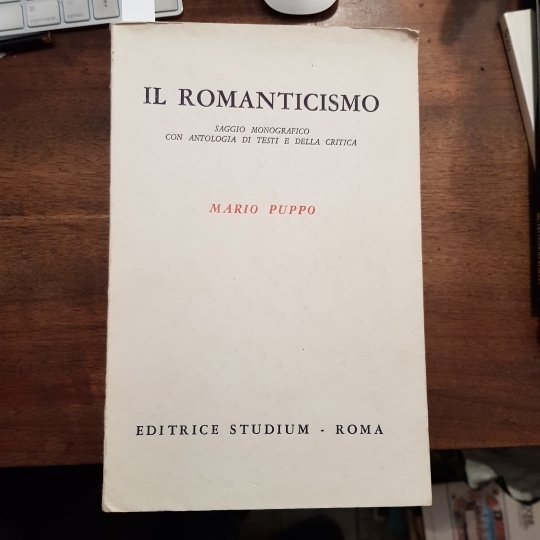 IL ROMANTICISMO
SAGGIO MONOGRAFICO
CON ANTOLOGIA DI TESTI E DELLA CRITICA
MARIO PUPPO
EDITRICE STUDIUM - ROMA